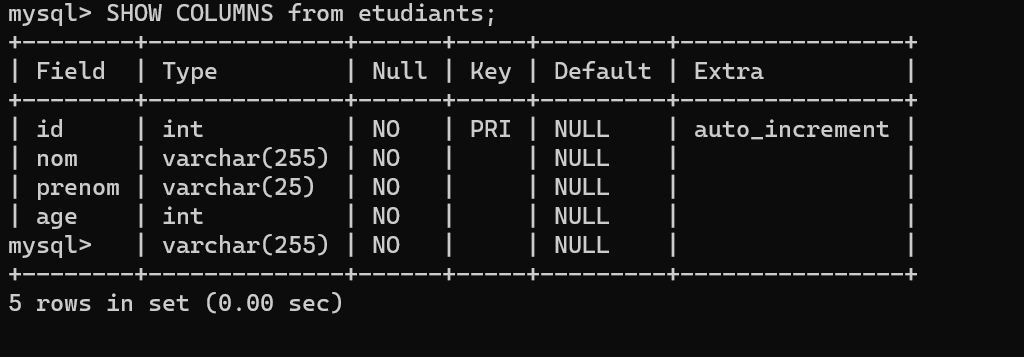 mysql> SHOW COLUMNS from etudiants;
+--------+--------------+------+-----+---------+----------------+
| Field  | Type         | Null | Key | Default | Extra          |
+--------+--------------+------+-----+---------+----------------+
| id     | int          | NO   | PRI | NULL    | auto_increment |
| nom    | varchar(255) | NO   |     | NULL    |                |
| prenom | varchar(25)  | NO   |     | NULL    |                |
| age    | int          | NO   |     | NULL    |                |
mysql>   | varchar(255) | NO   |     | NULL    |                |
+--------+--------------+------+-----+---------+----------------+
5 rows in set (0.00 sec)